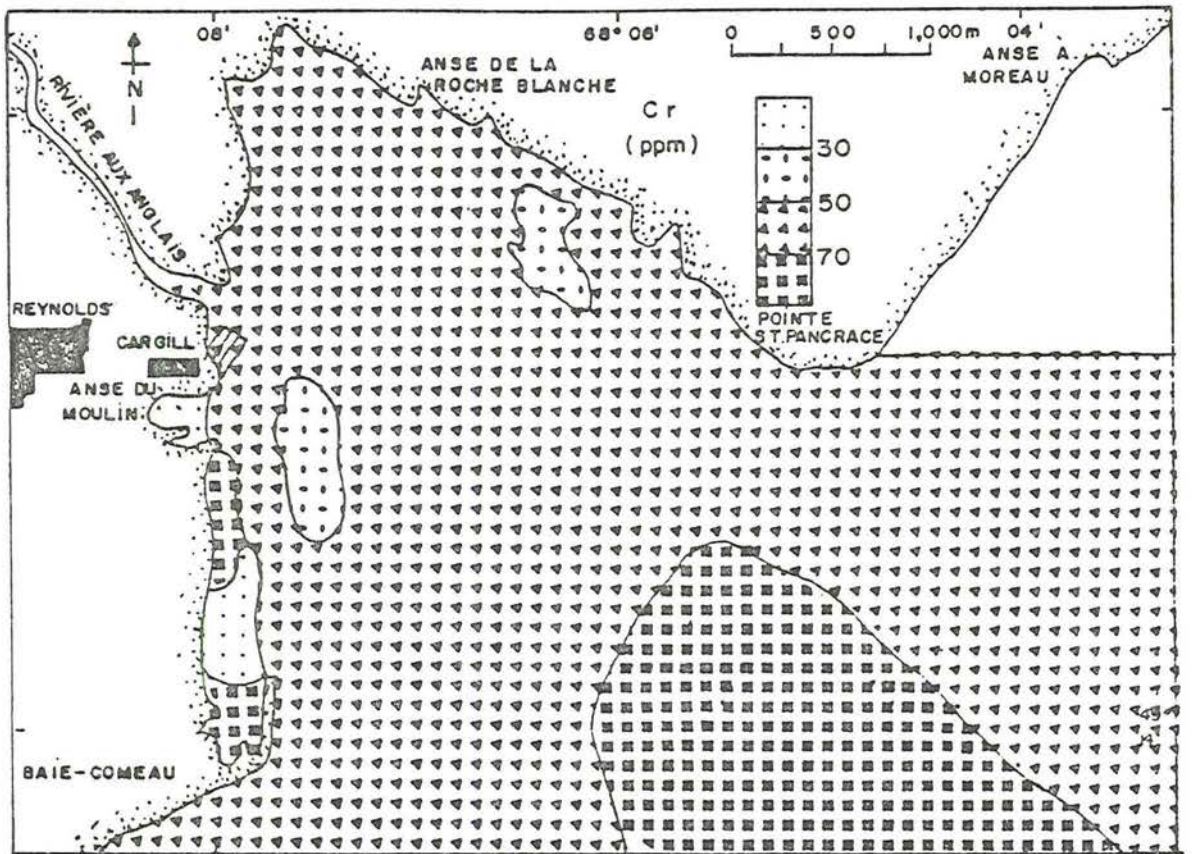 08'
68° 06'
0 500 1,000m
04'
N
ANSE DE LA
ROCHE BLANCHE
ANSE A
MOREAU
Cr
(ppm)
30
50
70
RIVIÈRE AUX ANGLAIS
REYNOLDS
CARGILL
POINTE
ST. PANCRACE
ANSE DU
MOULIN
BAIE-COMEAU
49